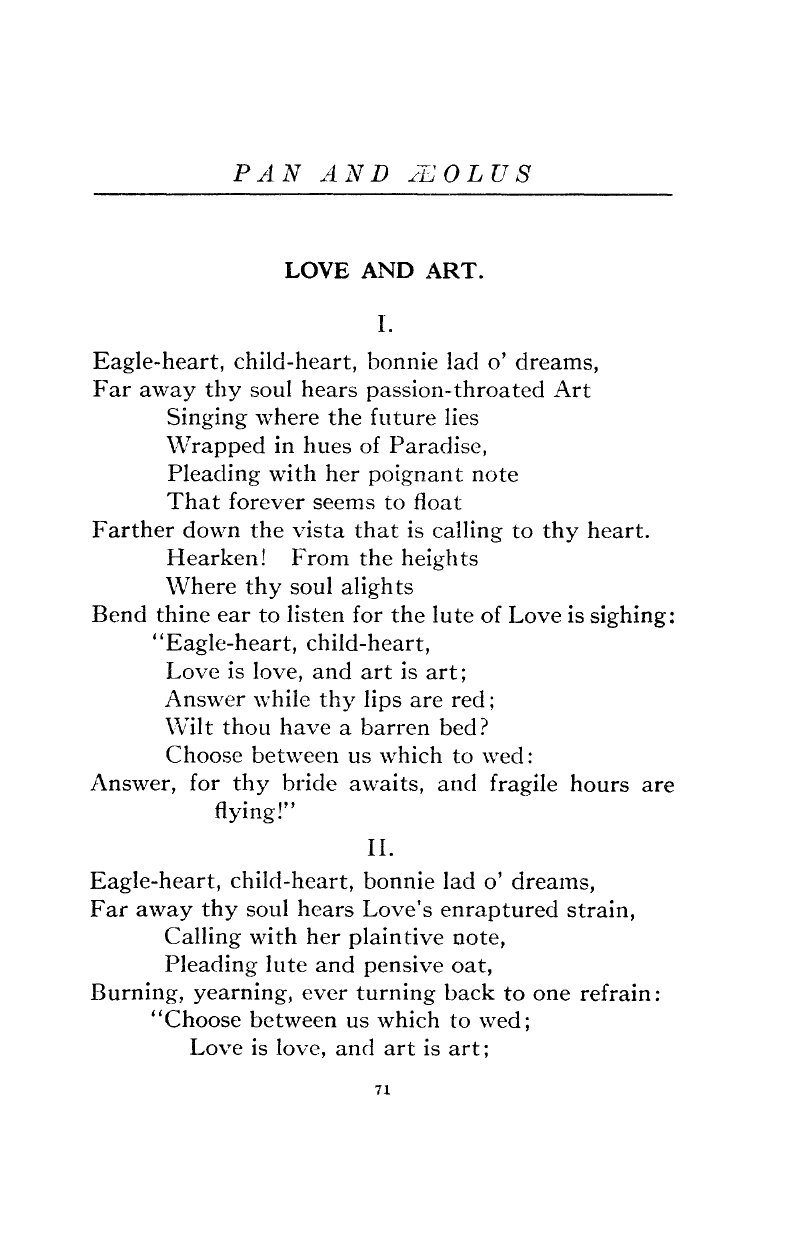 PAN AND ÆOLUS
LOVE AND ART.
I.
Eagle-heart, child-heart, bonnie lad o' dreams,
Far away thy soul hears passion-throated Art
Singing where the future lies
Wrapped in hues of Paradise,
Pleading with her poignant note
That forever seems to float
Farther down the vista that is calling to thy heart.
Hearken! From the heights
Where thy soul alights
Bend thine ear to listen for the lute of Love is sighing:
"Eagle-heart, child-heart,
Love is love, and art is art;
Answer while thy lips are red;
Wilt thou have a barren bed?
Choose between us which to wed:
Answer, for thy bride awaits, and fragile hours are
flying!"
II.
Eagle-heart, child-heart, bonnie lad o' dreams,
Far away thy soul hears Love's enraptured strain,
Calling with her plaintive note,
Pleading lute and pensive oat,
Burning, yearning, ever turning back to one refrain:
"Choose between us which to wed;
Love is love, and art is art;
71